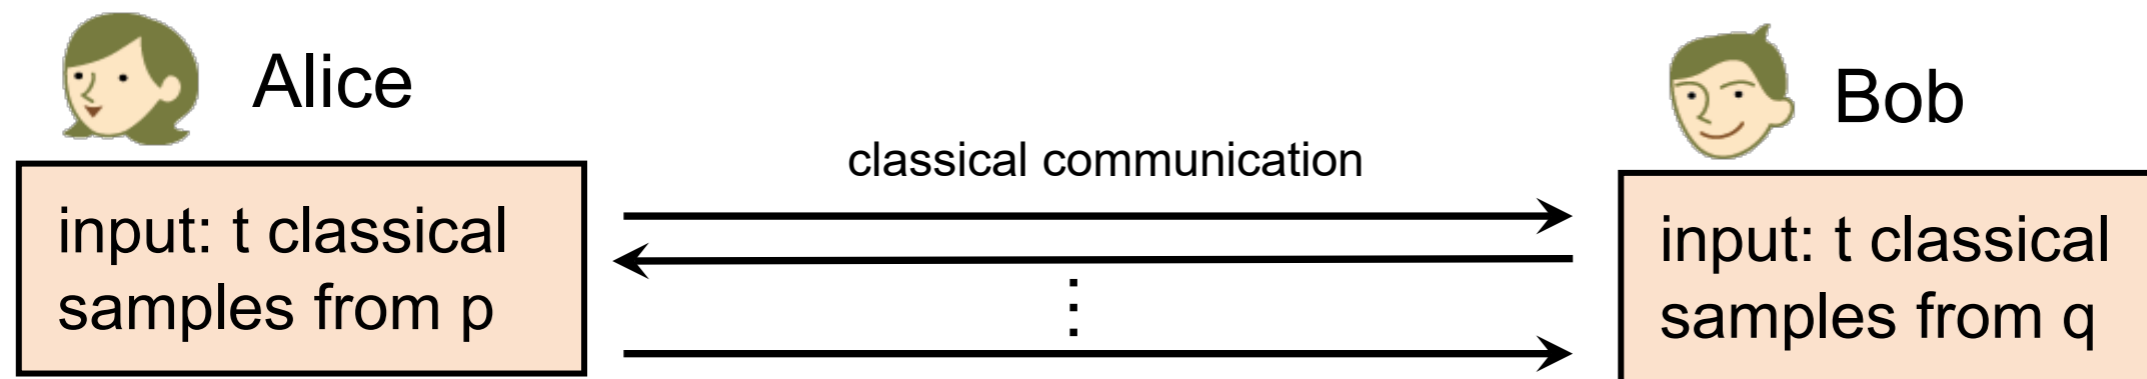 Alice
Bob
classical communication
input: t classical
samples from p
input: t classical
samples from q